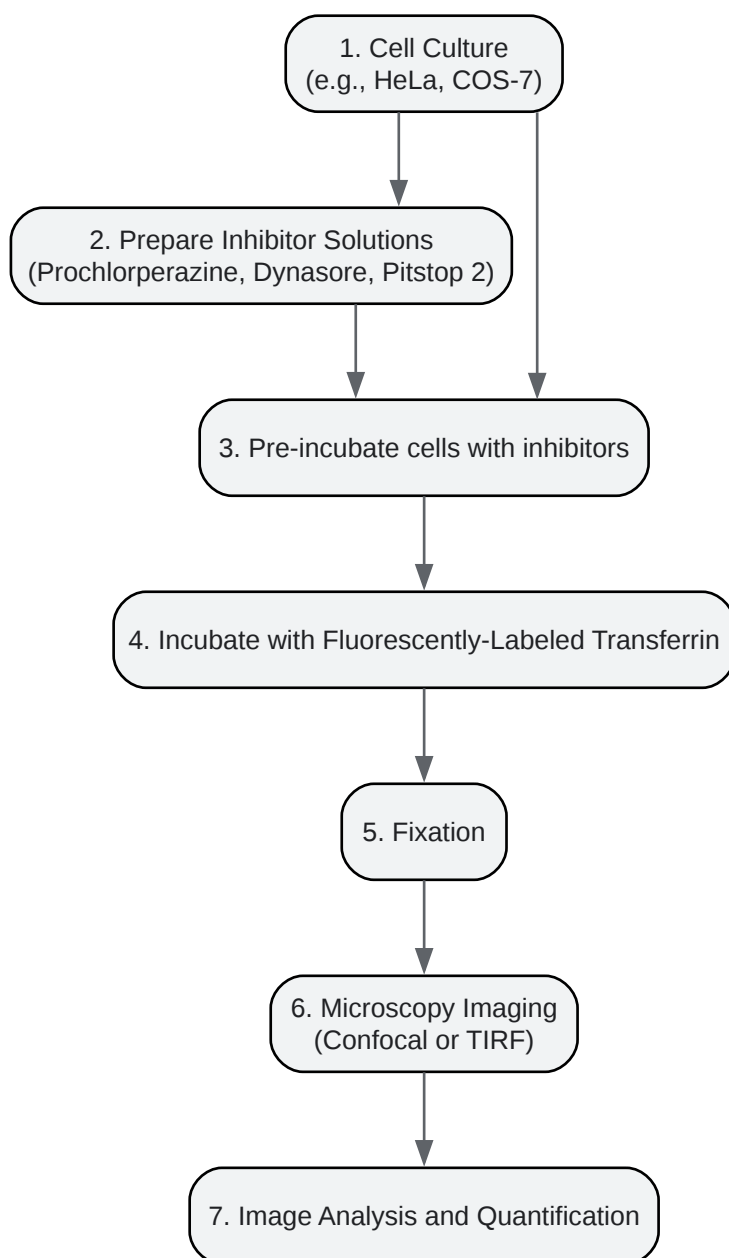 1. Cell Culture
(e.g., HeLa, COS-7)
2. Prepare Inhibitor Solutions
(Prochlorperazine, Dynasore, Pitstop 2)
3. Pre-incubate cells with inhibitors
4. Incubate with Fluorescently-Labeled Transferrin
5. Fixation
6. Microscopy Imaging
(Confocal or TIRF)
7. Image Analysis and Quantification